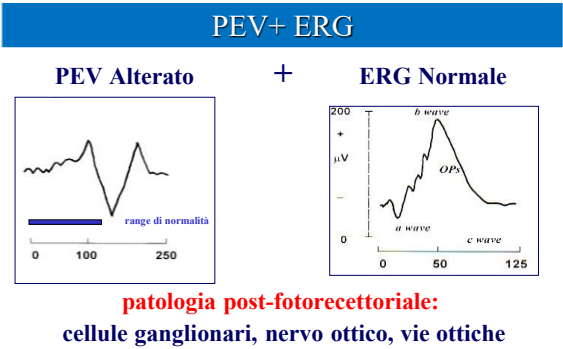 PEV+ ERG
PEV Alterato + ERG Normale
range di normalità
0 100 250
200
+
μV
–
0
b wave
OPs
a wave
c wave
0 50 125
patologia post-fotorecettoriale:
cellule ganglionari, nervo ottico, vie ottiche